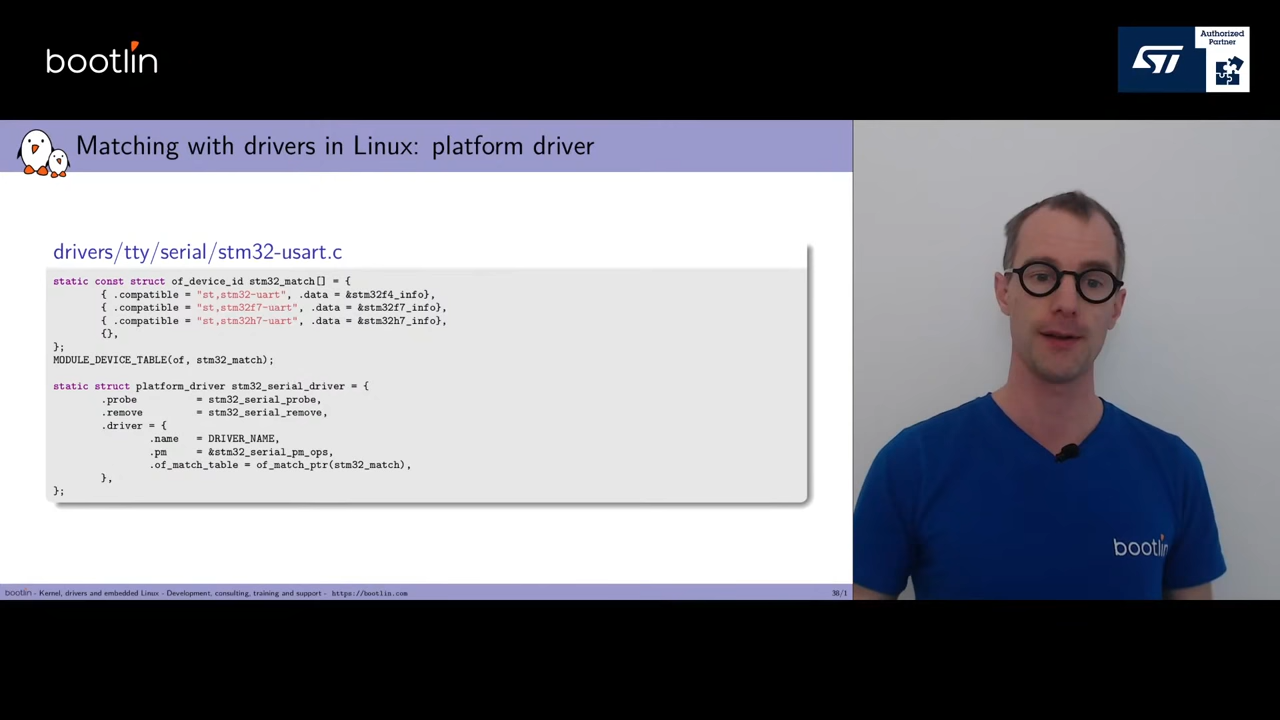 bootlin
ST
Authorized
Partner
Matching with drivers in Linux: platform driver
drivers/tty/serial/stm32-usart.c
static const struct of_device_id stm32_match[] = {
        { .compatible = "st,stm32-uart", .data = &stm32f4_info},
        { .compatible = "st,stm32f7-uart", .data = &stm32f7_info},
        { .compatible = "st,stm32h7-uart", .data = &stm32h7_info},
        {},
};
MODULE_DEVICE_TABLE(of, stm32_match);
static struct platform_driver stm32_serial_driver = {
        .probe          = stm32_serial_probe,
        .remove         = stm32_serial_remove,
        .driver = {
                .name   = DRIVER_NAME,
                .pm     = &stm32_serial_pm_ops,
                .of_match_table = of_match_ptr(stm32_match),
        },
};
bootlin
bootlin - Kernel, drivers and embedded Linux - Development, consulting, training and support - https://bootlin.com
38/1